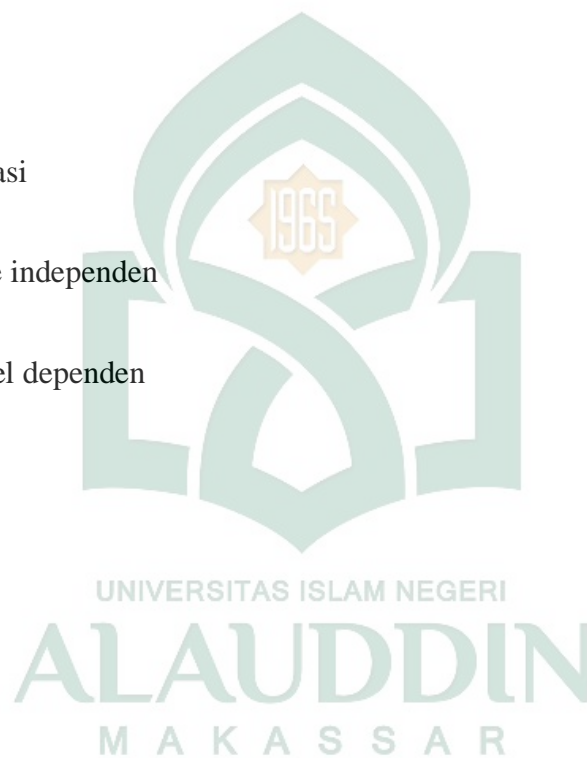 asi
1965
e independen
el dependen
UNIVERSITAS ISLAM NEGERI
ALAUDDIN
M A K A S S A R